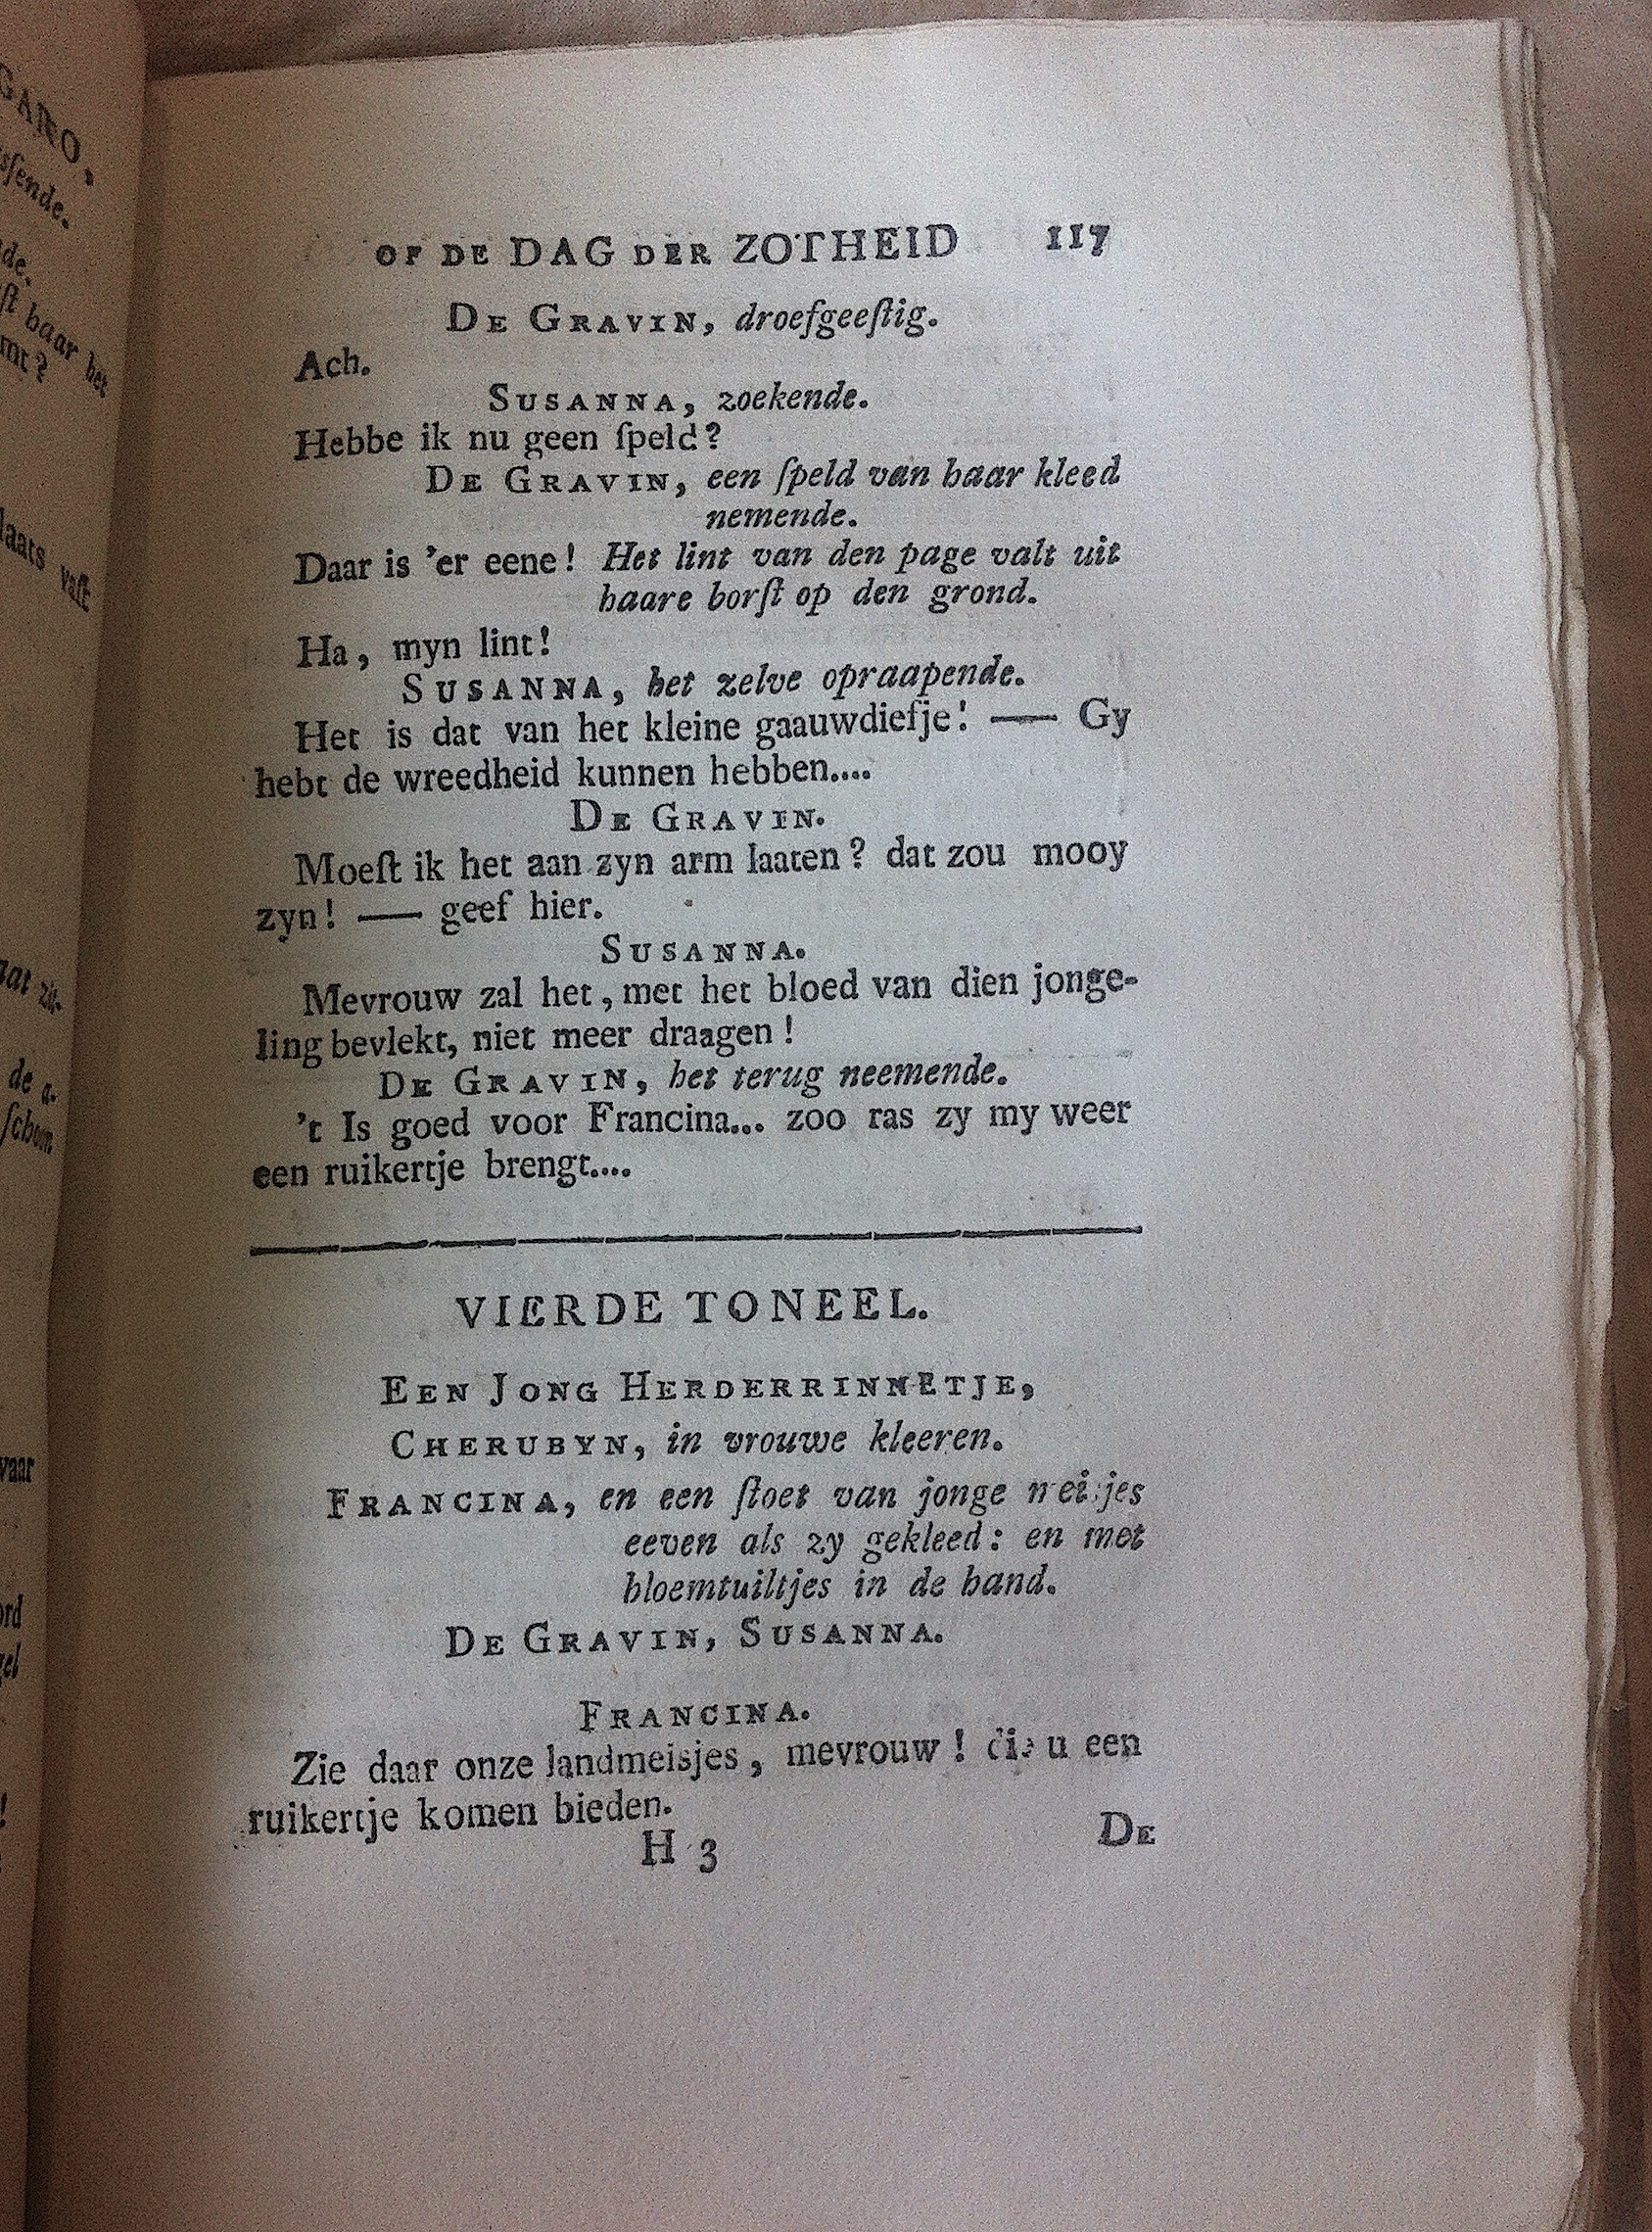 OF DE DAG DER ZOTHEID 117
DE GRAVIN, droefgeeſtig.
Ach.
SUSANNA, zoekende.
Hebbe ik nu geen ſpeld?
DE GRAVIN, een ſpeld van haar kleed
nemende.
Daar is 'er eene! Het lint van den page valt uit
haare borſt op den grond.
Ha, myn lint!
SUSANNA, het zelve opraapende.
Het is dat van het kleine gaauwdiefje! — Gy
hebt de wreedheid kunnen hebben....
DE GRAVIN.
Moeſt ik het aan zyn arm laaten? dat zou mooy
zyn! — geef hier.
SUSANNA.
Mevrouw zal het, met het bloed van dien jonge-
ling bevlekt, niet meer draagen!
DE GRAVIN, het terug neemende.
't Is goed voor Francina... zoo ras zy my weer
een ruikertje brengt....
VIERDE TONEEL.
EEN JONG HERDERRINNETJE,
CHERUBYN, in vrouwe kleeren.
FRANCINA, en een ſtoet van jonge meisjes
eeven als zy gekleed: en met
bloemtuiltjes in de hand.
DE GRAVIN, SUSANNA.
FRANCINA.
Zie daar onze landmeisjes, mevrouw! die u een
ruikertje komen bieden.
H 3 DE